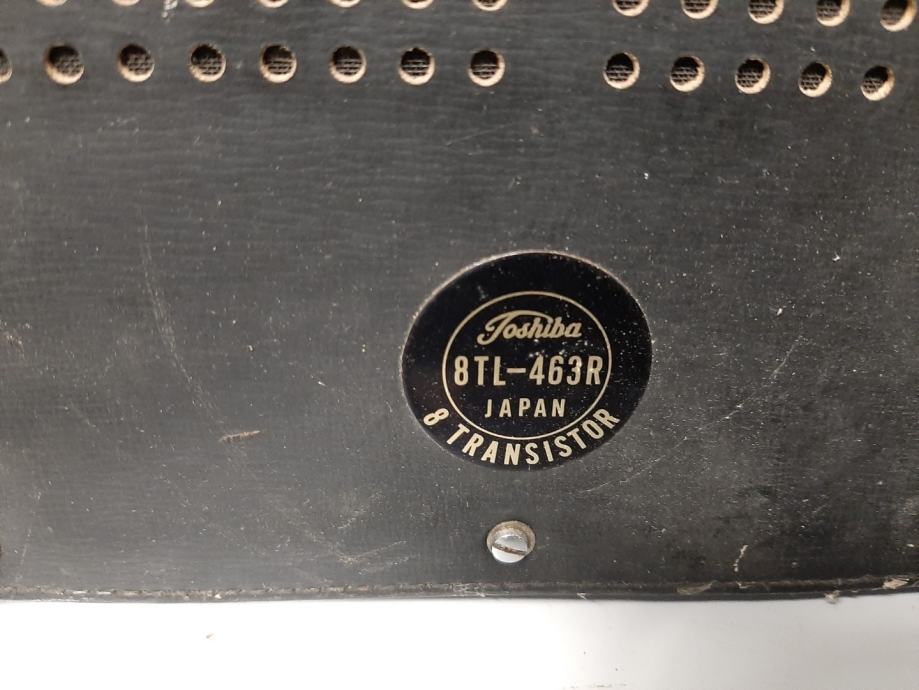 Toshiba
8TL-463R
JAPAN
8 TRANSISTOR